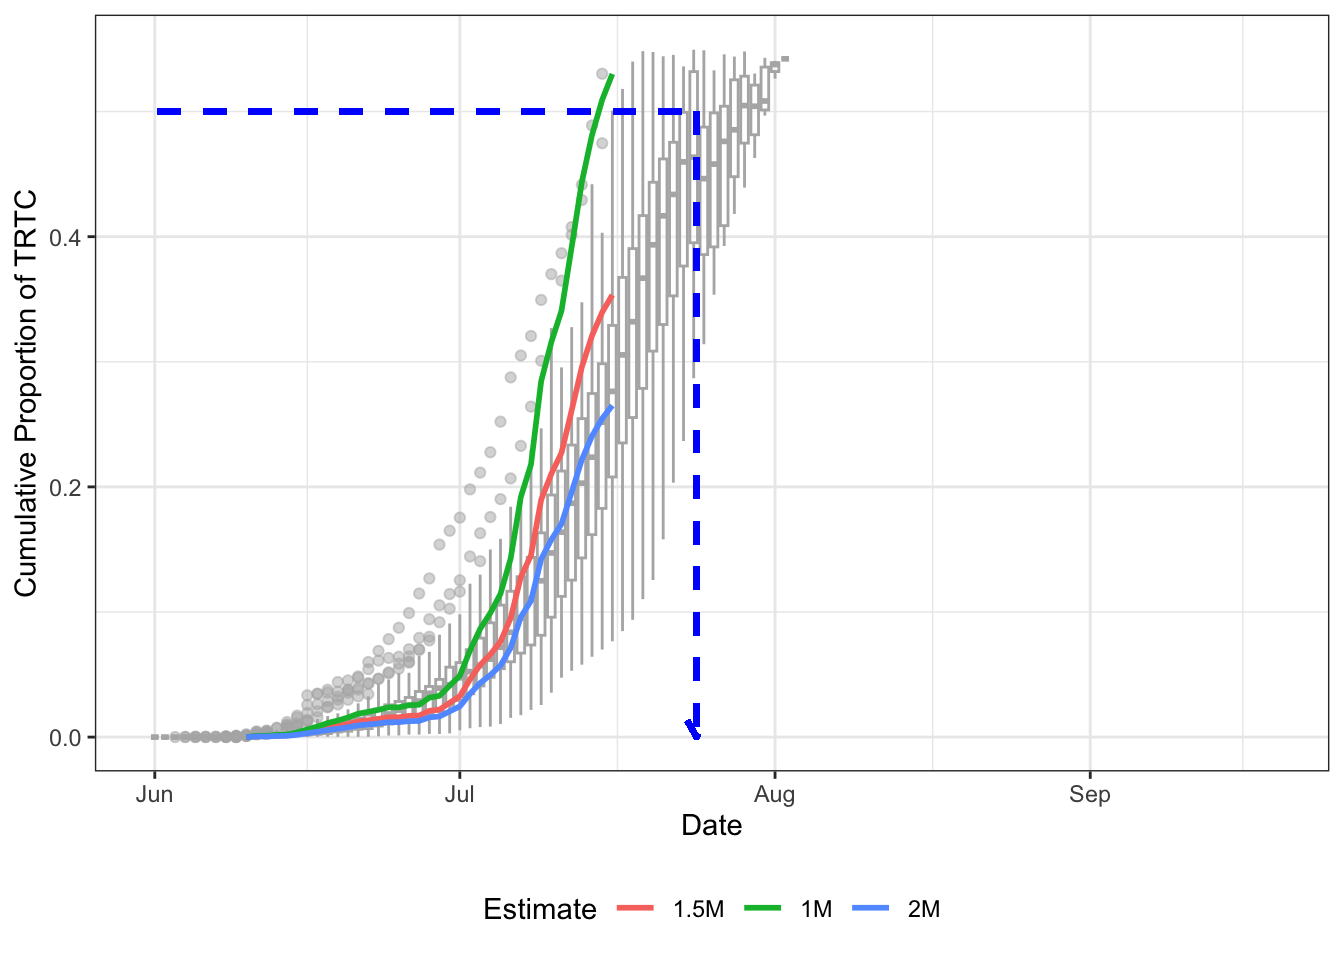 Cumulative Proportion of TRTC
0.4
0.2
0.0
Jun Jul Aug Sep
Date
Estimate 1.5M 1M 2M